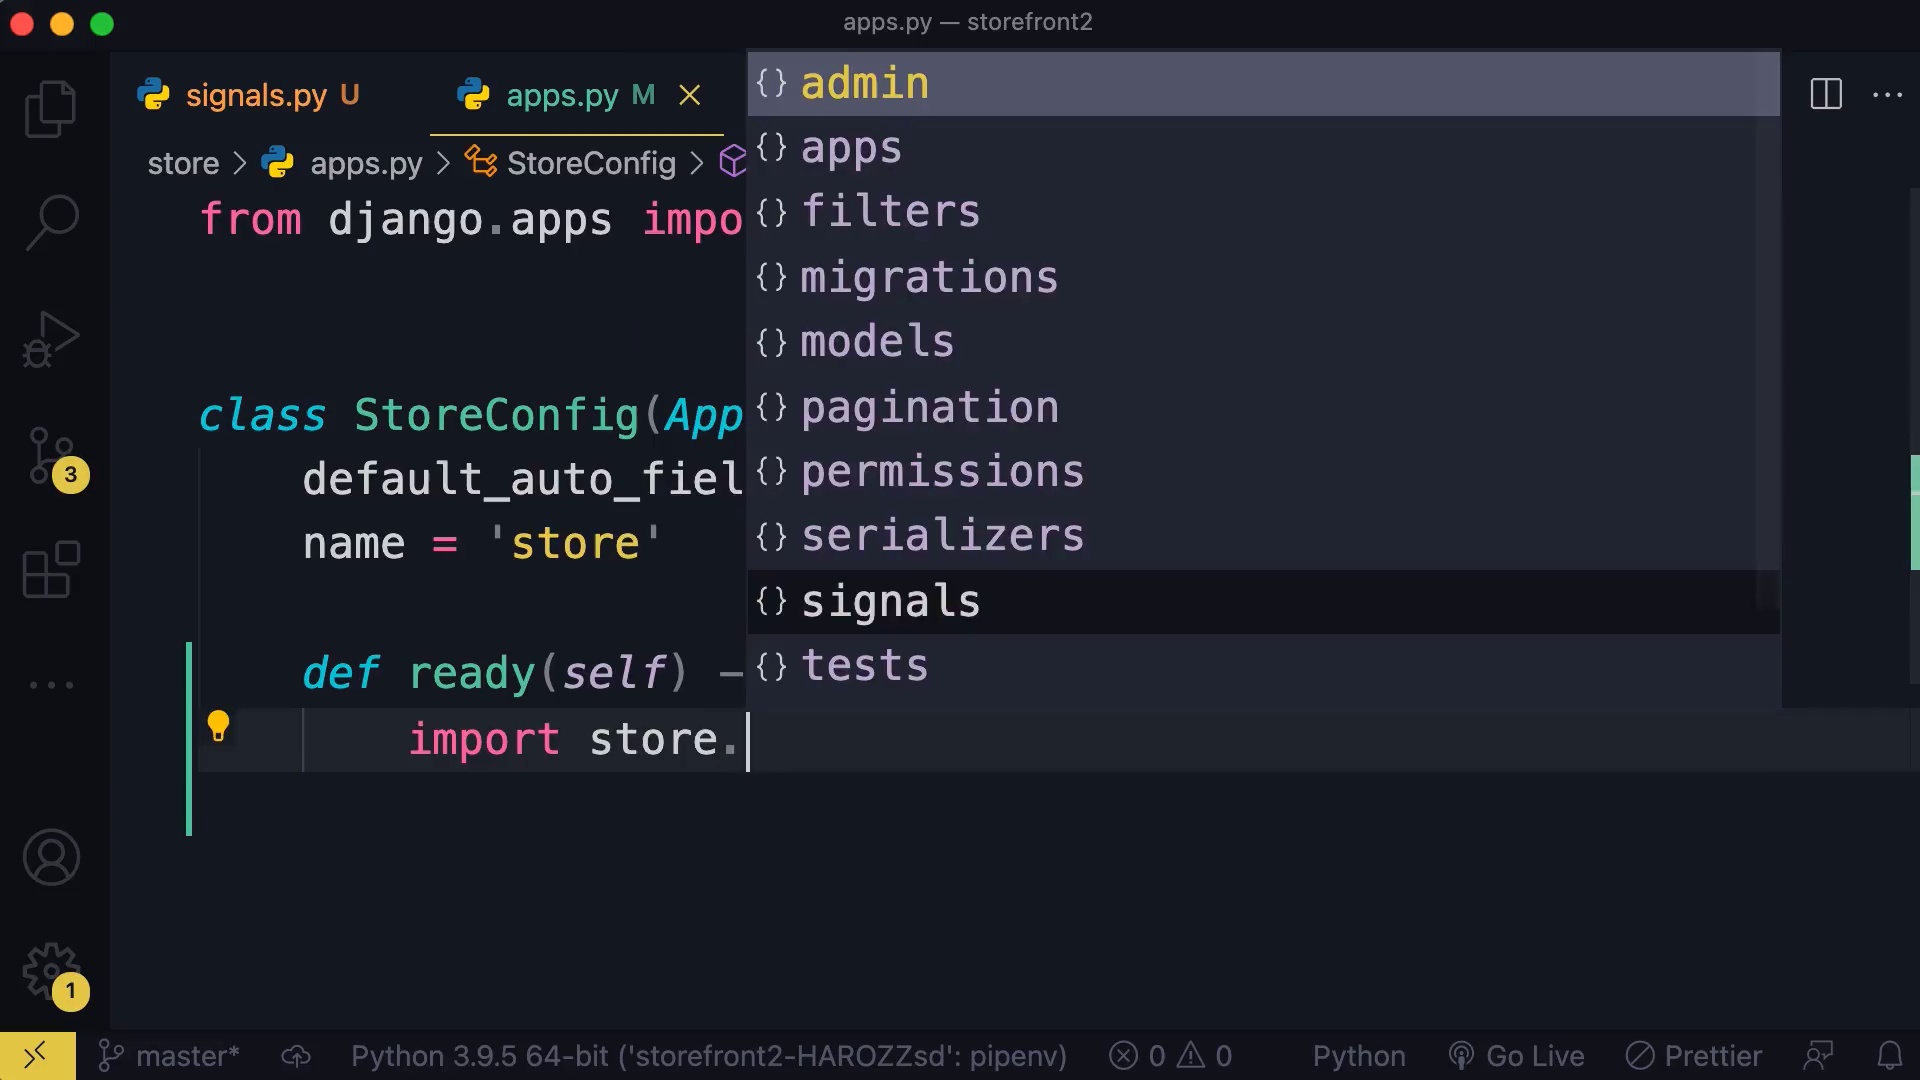 apps.py — storefront2
signals.py U
apps.py M
store > apps.py > StoreConfig >
from django.apps impo
class StoreConfig(App
default_auto_fiel
name = 'store'
def ready(self) –
import store.
{} admin
{} apps
{} filters
{} migrations
{} models
{} pagination
{} permissions
{} serializers
{} signals
{} tests
3
1
master* Python 3.9.5 64-bit ('storefront2-HAROZZsd': pipenv) 0 0 Python Go Live Prettier